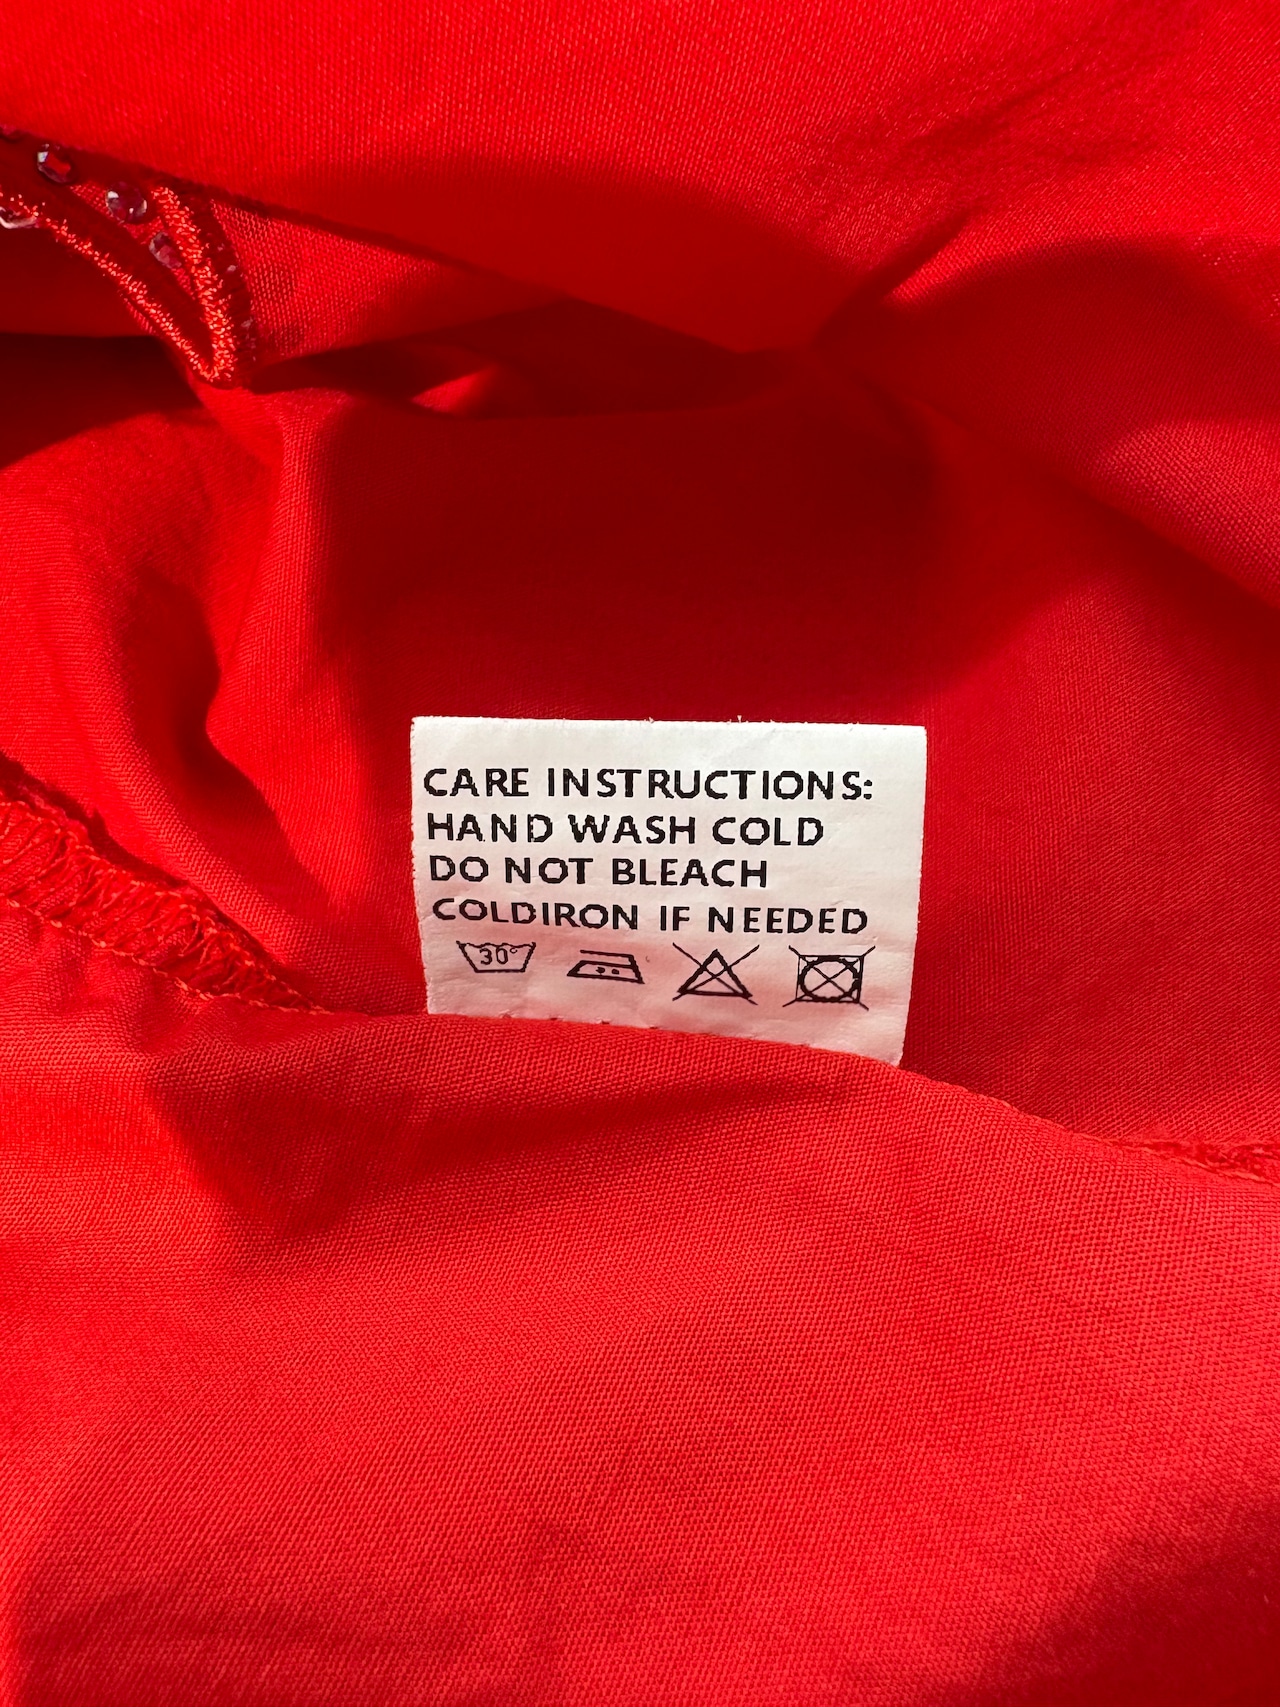 CARE INSTRUCTIONS:
HAND WASH COLD
DO NOT BLEACH
COLDIRON IF NEEDED
30°